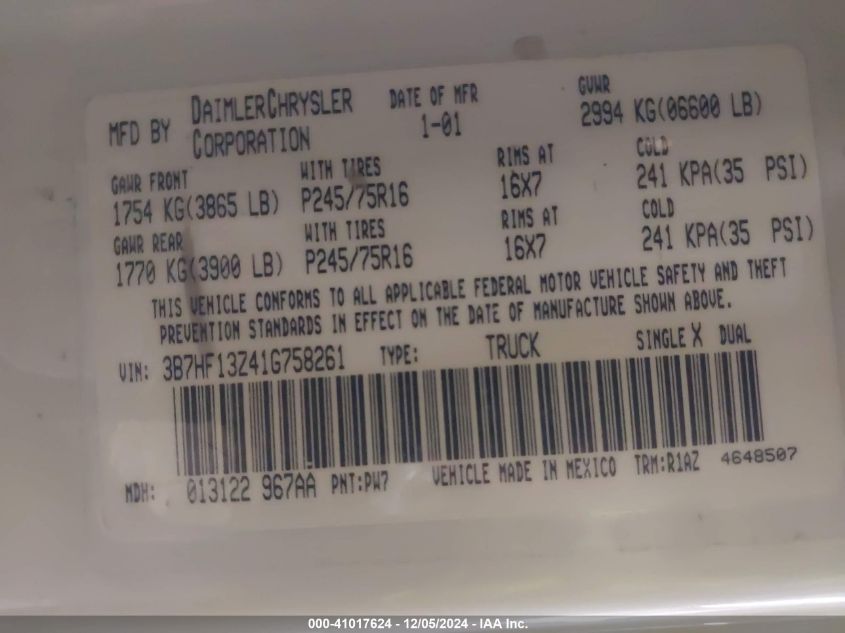 MFD BY DAIMLERCHRYSLER CORPORATION DATE OF MFR 1-01 GVWR 2994 KG(06600 LB)
GAWR FRONT WITH TIRES RIMS AT COLD
1754 KG(3865 LB) P245/75R16 16X7 241 KPA(35 PSI)
GAWR REAR WITH TIRES RIMS AT COLD
1770 KG(3900 LB) P245/75R16 16X7 241 KPA(35 PSI)
THIS VEHICLE CONFORMS TO ALL APPLICABLE FEDERAL MOTOR VEHICLE SAFETY AND THEFT
PREVENTION STANDARDS IN EFFECT ON THE DATE OF MANUFACTURE SHOWN ABOVE.
VIN: 3B7HF13Z41G758261 TYPE: TRUCK SINGLE X DUAL
MDH: 013122 967AA PNT:PW7 VEHICLE MADE IN MEXICO TRM:R1AZ 4648507
000-41017624 - 12/05/2024 - IAA Inc.